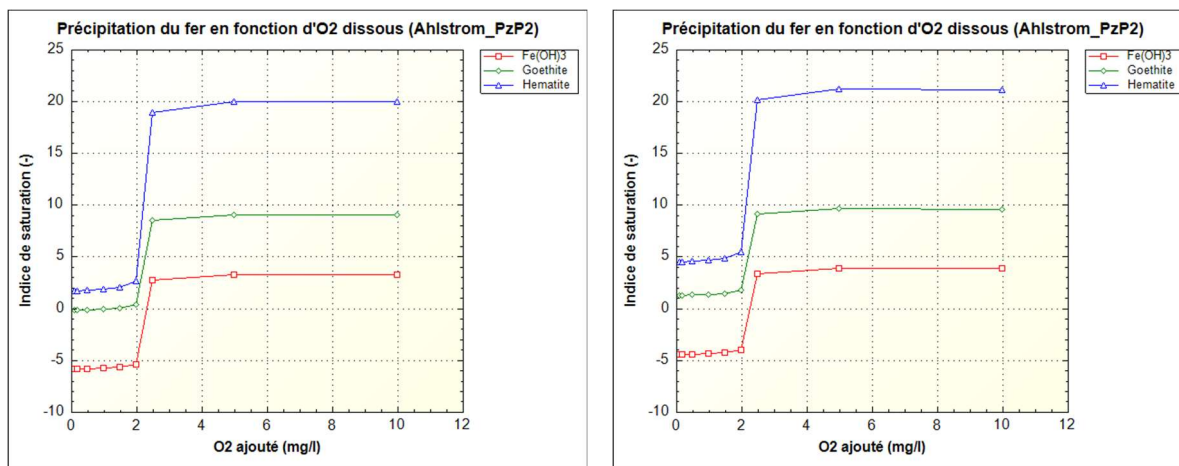 Précipitation du fer en fonction d'O2 dissous (Ahlstrom_PzP2)
Fe(OH)3
Goethite
Hematite
Indice de saturation (-)
25
20
15
10
5
0
-5
-10
0
2
4
6
8
10
12
O2 ajouté (mg/l)
Précipitation du fer en fonction d'O2 dissous (Ahlstrom_PzP2)
Fe(OH)3
Goethite
Hematite
Indice de saturation (-)
25
20
15
10
5
0
-5
-10
0
2
4
6
8
10
12
O2 ajouté (mg/l)